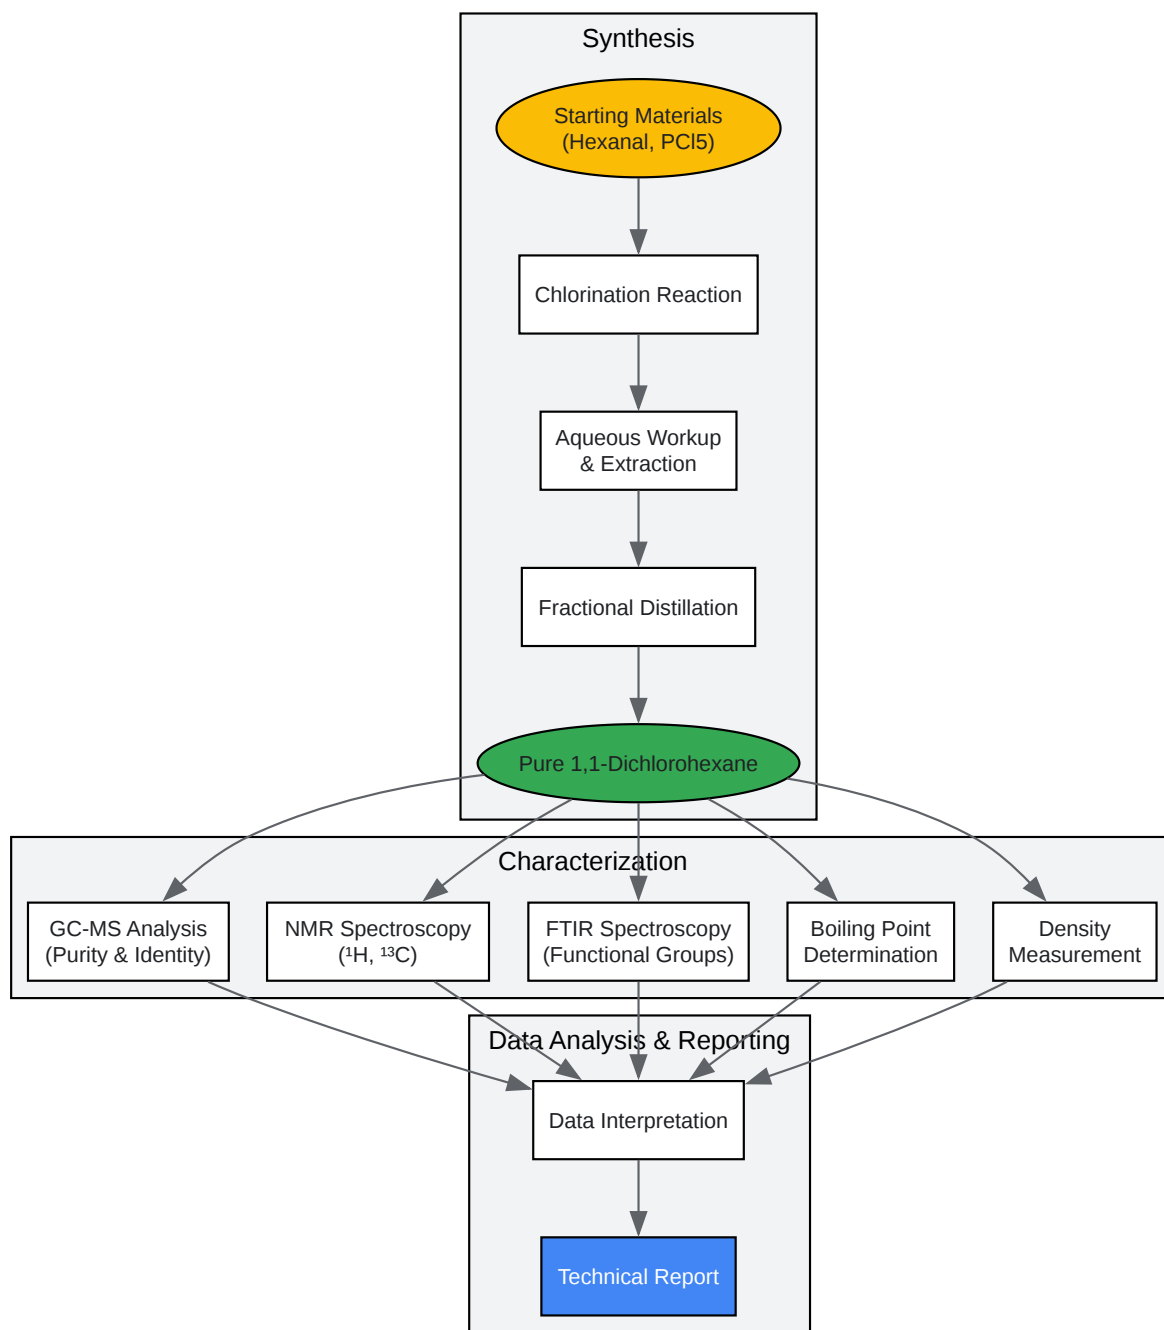 Synthesis
Starting Materials
(Hexanal, PCl5)
Chlorination Reaction
Aqueous Workup
& Extraction
Fractional Distillation
Pure 1,1-Dichlorohexane
Characterization
GC-MS Analysis
(Purity & Identity)
NMR Spectroscopy
(¹H, ¹³C)
FTIR Spectroscopy
(Functional Groups)
Boiling Point
Determination
Density
Measurement
Data Analysis & Reporting
Data Interpretation
Technical Report